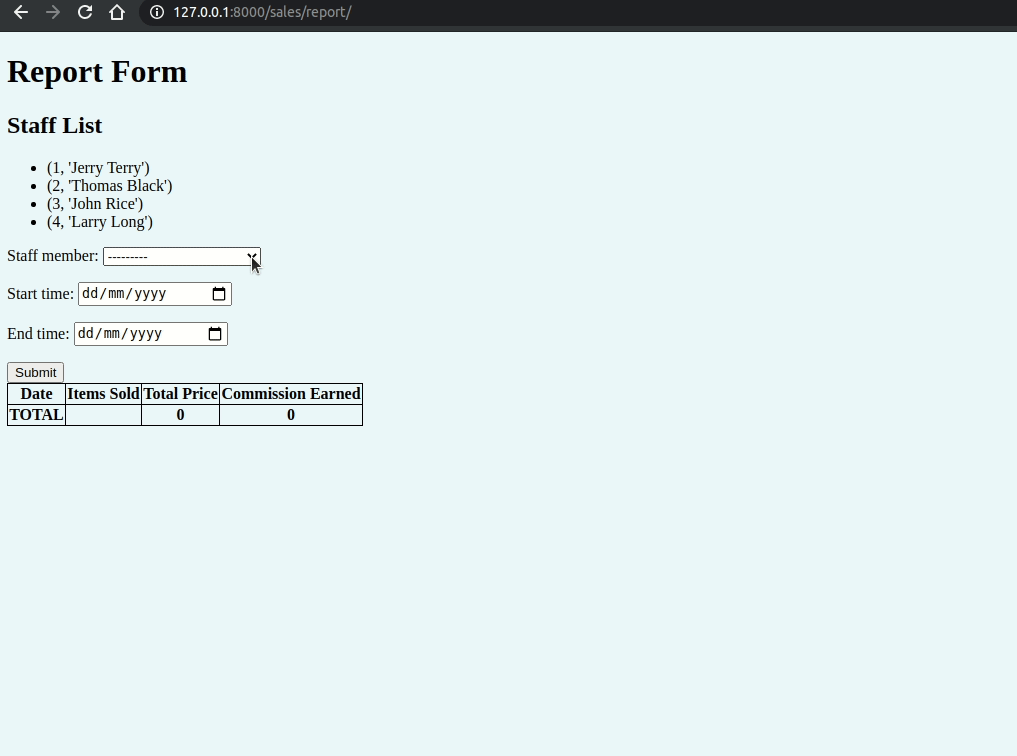 127.0.0.1:8000/sales/report/
Report Form
Staff List
(1, 'Jerry Terry')
(2, 'Thomas Black')
(3, 'John Rice')
(4, 'Larry Long')
Staff member: ---------
Start time: dd/mm/yyyy
End time: dd/mm/yyyy
Submit
Date Items Sold Total Price Commission Earned
TOTAL 0 0